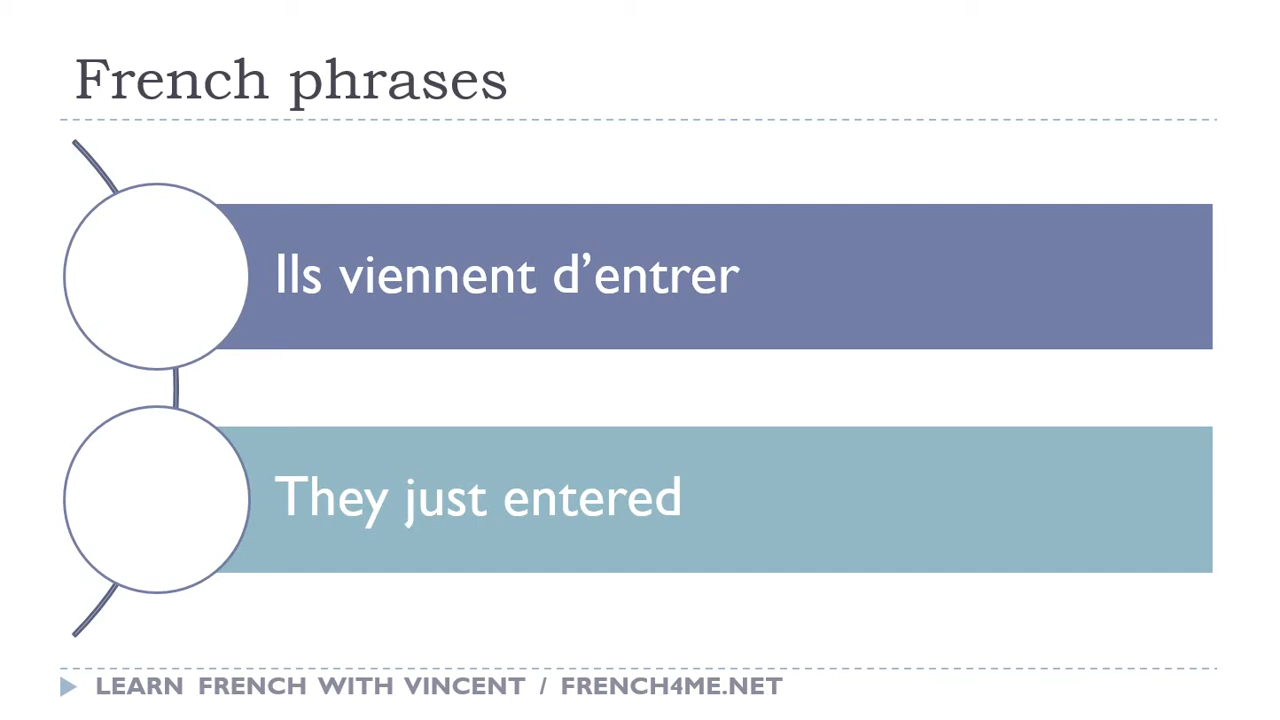 French phrases
Ils viennent d’entrer
They just entered
LEARN FRENCH WITH VINCENT / FRENCH4ME.NET